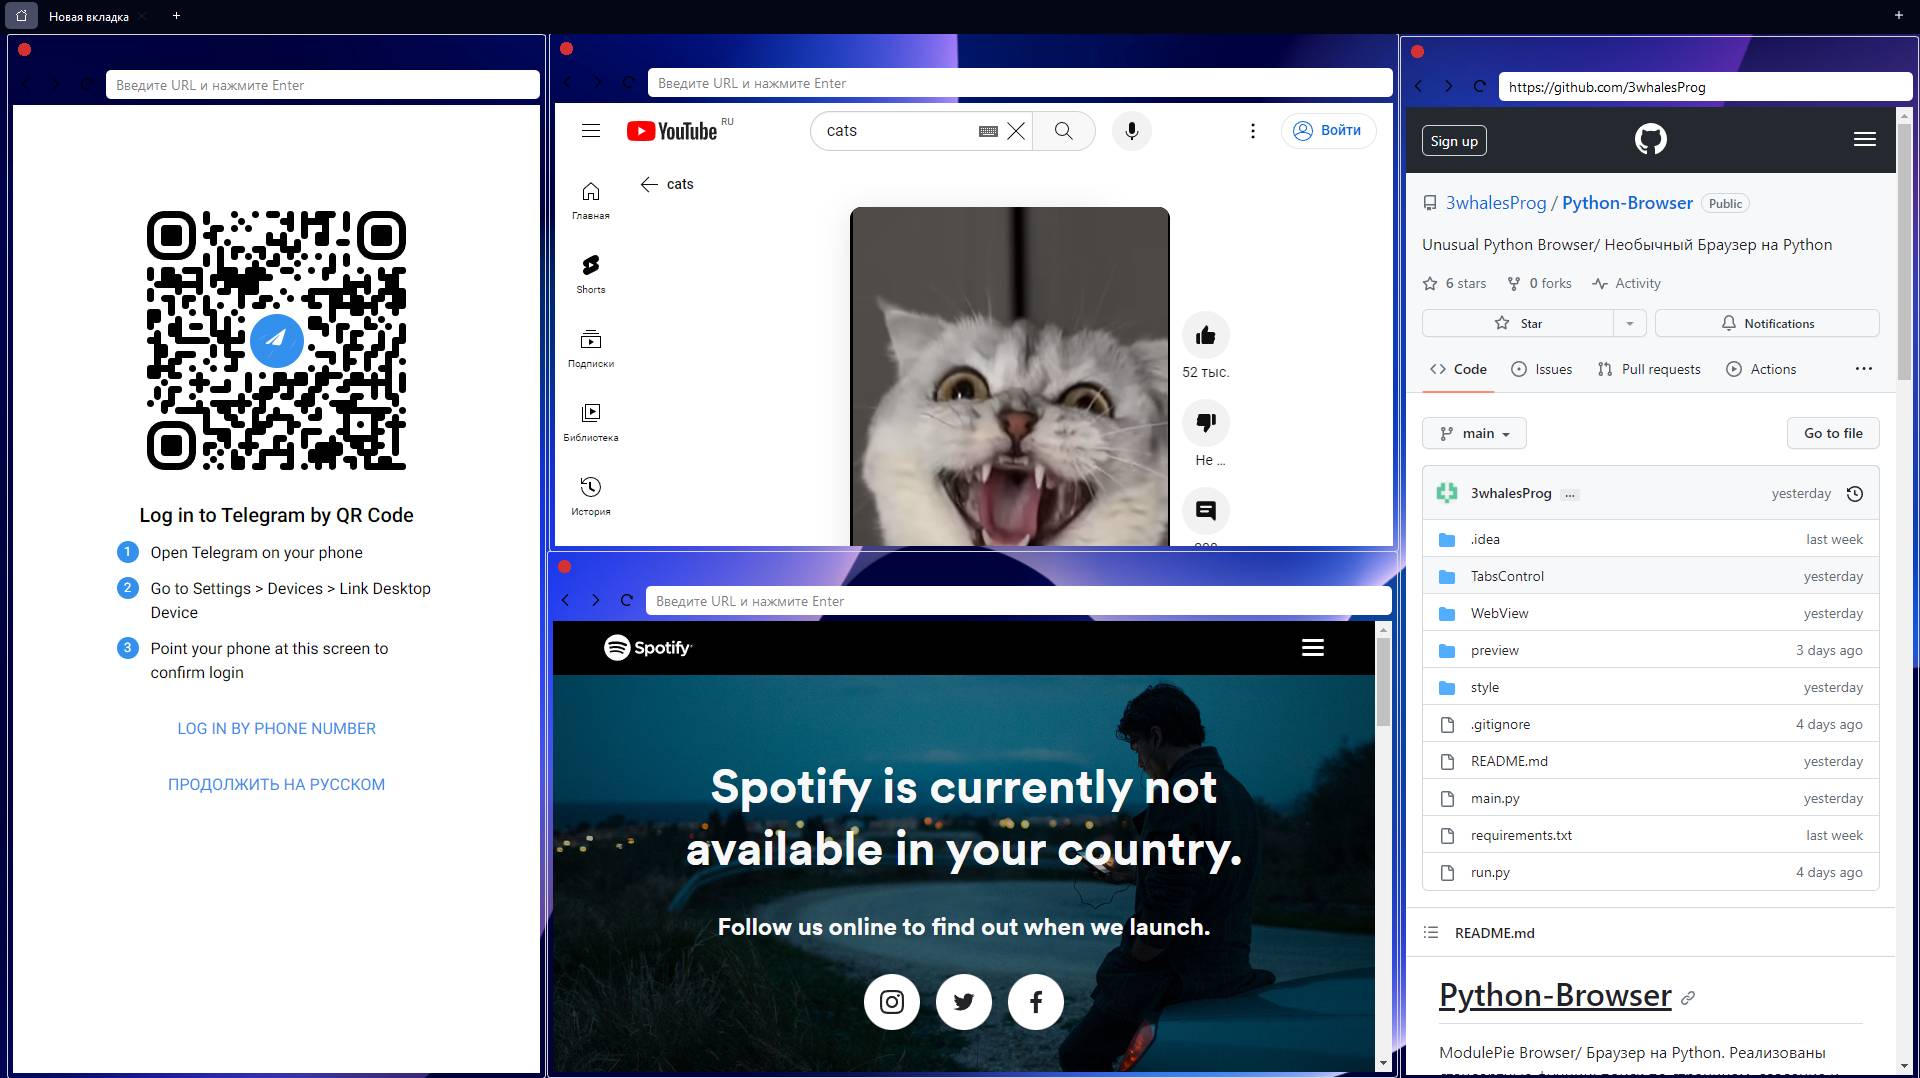 Новая вкладка
Введите URL и нажмите Enter
Log in to Telegram by QR Code
1 Open Telegram on your phone
2 Go to Settings > Devices > Link Desktop
Device
3 Point your phone at this screen to
confirm login
LOG IN BY PHONE NUMBER
ПРОДОЛЖИТЬ НА РУССКОМ
Введите URL и нажмите Enter
YouTube RU
cats
Войти
cats
Главная
Shorts
Подписки
Библиотека
История
52 тыс.
Не ...
Введите URL и нажмите Enter
Spotify
Spotify is currently not
available in your country.
Follow us online to find out when we launch.
https://github.com/3whalesProg
Sign up
3whalesProg / Python-Browser Public
Unusual Python Browser/ Необычный Браузер на Python
6 stars 0 forks Activity
Star Notifications
Code Issues Pull requests Actions ...
main Go to file
3whalesProg ... yesterday
.idea last week
TabsControl yesterday
WebView yesterday
preview 3 days ago
style yesterday
.gitignore 4 days ago
README.md yesterday
main.py yesterday
requirements.txt last week
run.py 4 days ago
README.md
Python-Browser
ModulePie Browser/ Браузер на Python. Реализованы